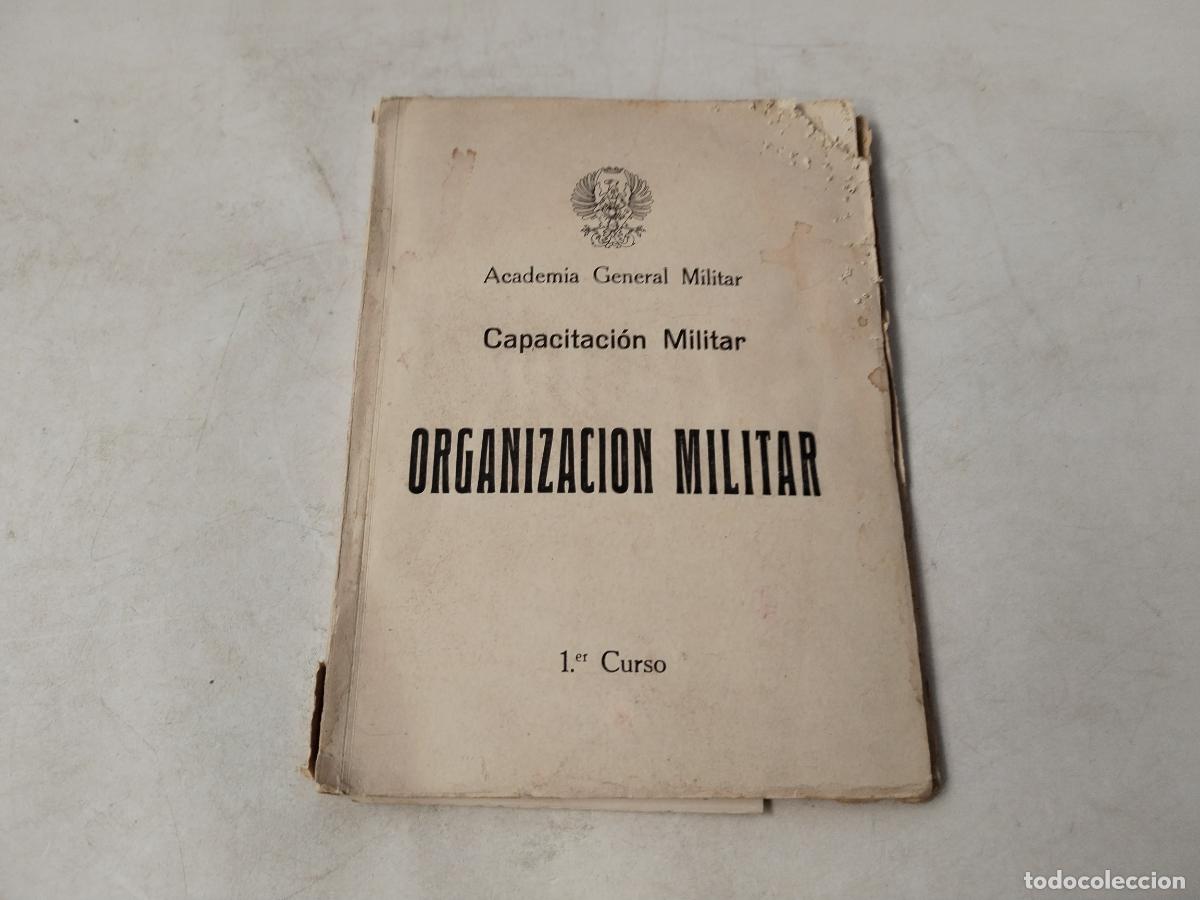 Academia General Militar
Capacitación Militar
ORGANIZACION MILITAR
1.er Curso
todocoleccion